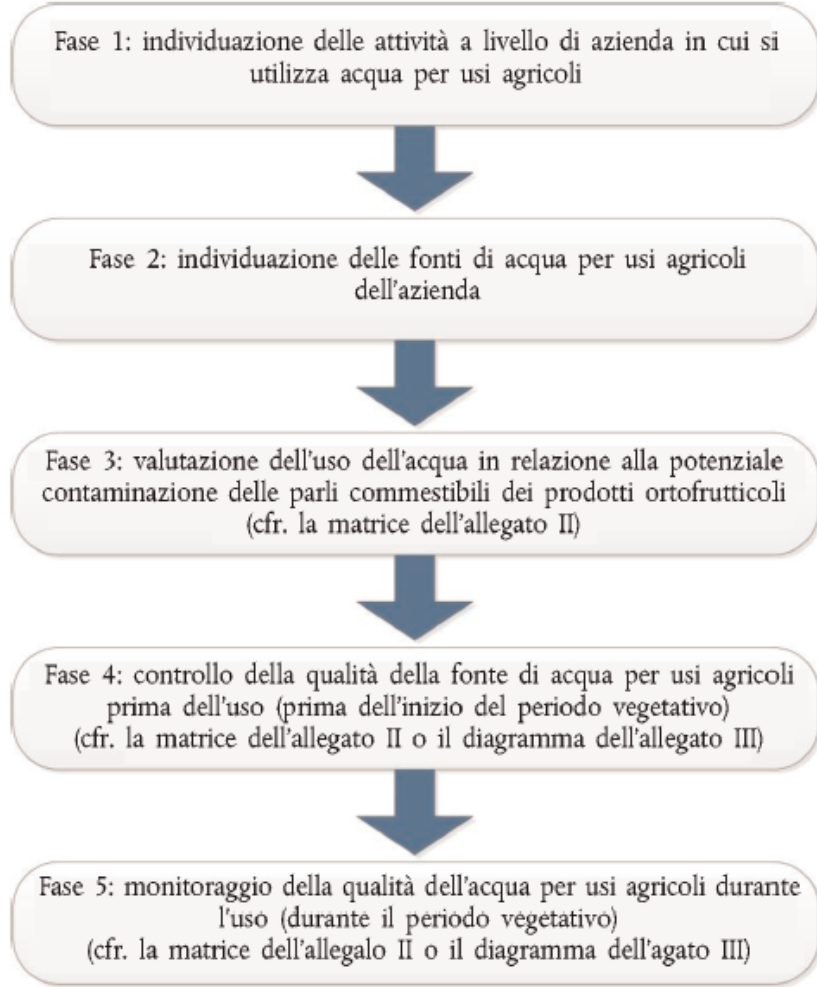 Fase 1: individuazione delle attività a livello di azienda in cui si
utilizza acqua per usi agricoli
Fase 2: individuazione delle fonti di acqua per usi agricoli
dell'azienda
Fase 3: valutazione dell'uso dell'acqua in relazione alla potenziale
contaminazione delle parli commestibili dei prodotti ortofrutticoli
(cfr. la matrice dell'allegato II)
Fase 4: controllo della qualità della fonte di acqua per usi agricoli
prima dell'uso (prima dell'inizio del periodo vegetativo)
(cfr. la matrice dell'allegato II o il diagramma dell'allegato III)
Fase 5: monitoraggio della qualità dell'acqua per usi agricoli durante
l'uso (durante il periodo vegetativo)
(cfr. la matrice dell'allegalo II o il diagramma dell'agato III)